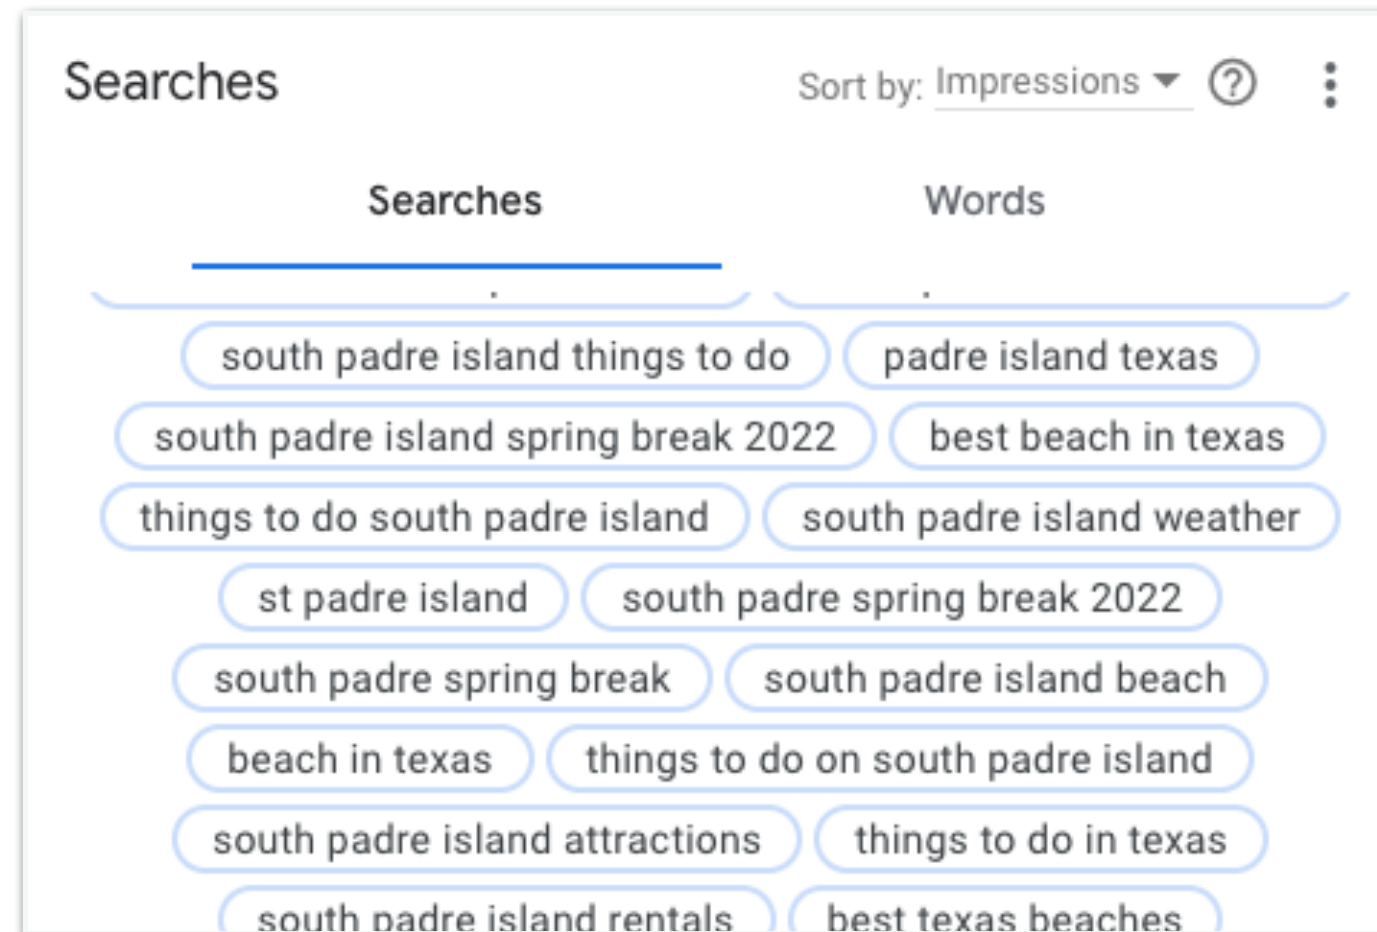 Searches
Sort by: Impressions
Searches Words
south padre island things to do padre island texas
south padre island spring break 2022 best beach in texas
things to do south padre island south padre island weather
st padre island south padre spring break 2022
south padre spring break south padre island beach
beach in texas things to do on south padre island
south padre island attractions things to do in texas
south padre island rentals best texas beaches